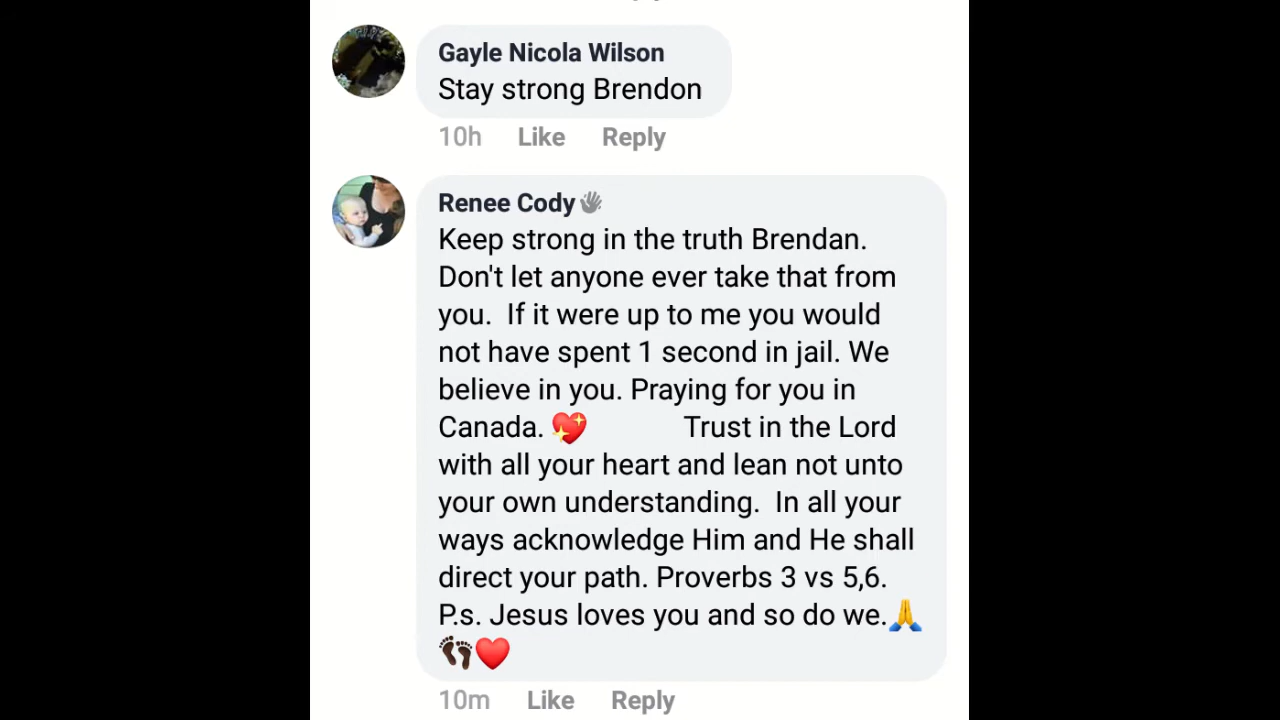 Gayle Nicola Wilson
Stay strong Brendon
10h Like Reply
Renee Cody👋
Keep strong in the truth Brendan.
Don't let anyone ever take that from
you.  If it were up to me you would
not have spent 1 second in jail. We
believe in you. Praying for you in
Canada. 💖 Trust in the Lord
with all your heart and lean not unto
your own understanding.  In all your
ways acknowledge Him and He shall
direct your path. Proverbs 3 vs 5,6.
P.s. Jesus loves you and so do we.🙏
👣❤️
10m Like Reply